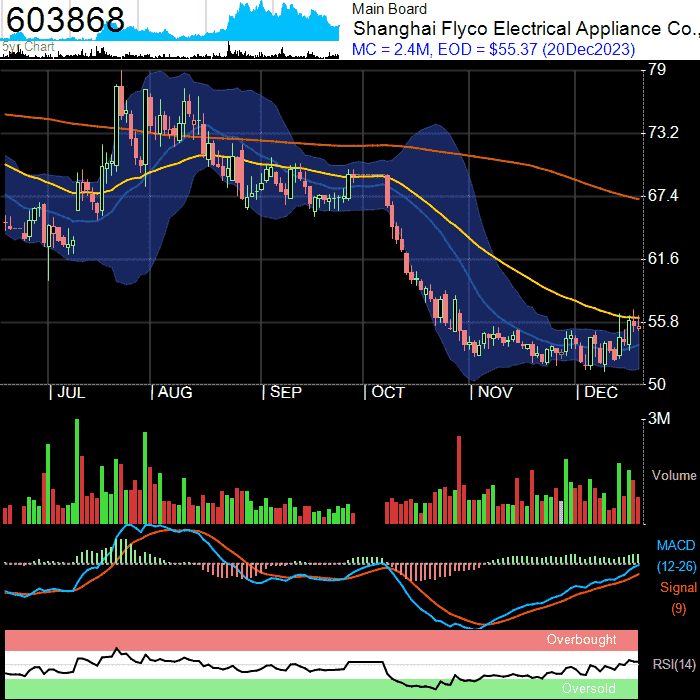 603868
5yr Chart
Main Board
Shanghai Flyco Electrical Appliance Co.,
MC = 2.4M, EOD = $55.37 (20Dec2023)
79
73.2
67.4
61.6
55.8
50
JUL AUG SEP OCT NOV DEC
3M
Volume
MACD
(12-26)
Signal
(9)
Overbought
RSI(14)
Oversold